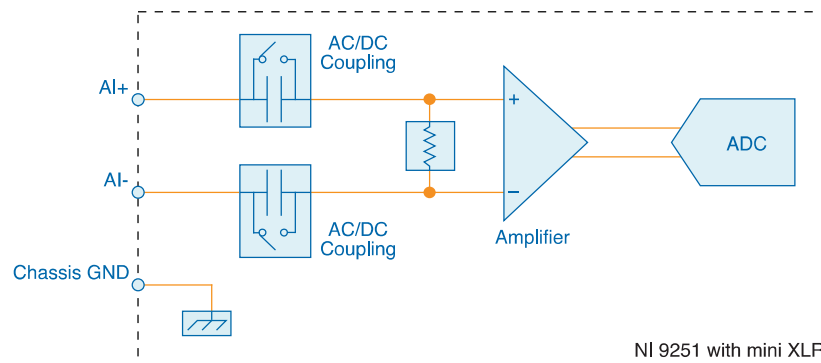 AC/DC
Coupling
AI+
+
ADC
AI-
−
AC/DC
Coupling
Amplifier
Chassis GND
NI 9251 with mini XLR